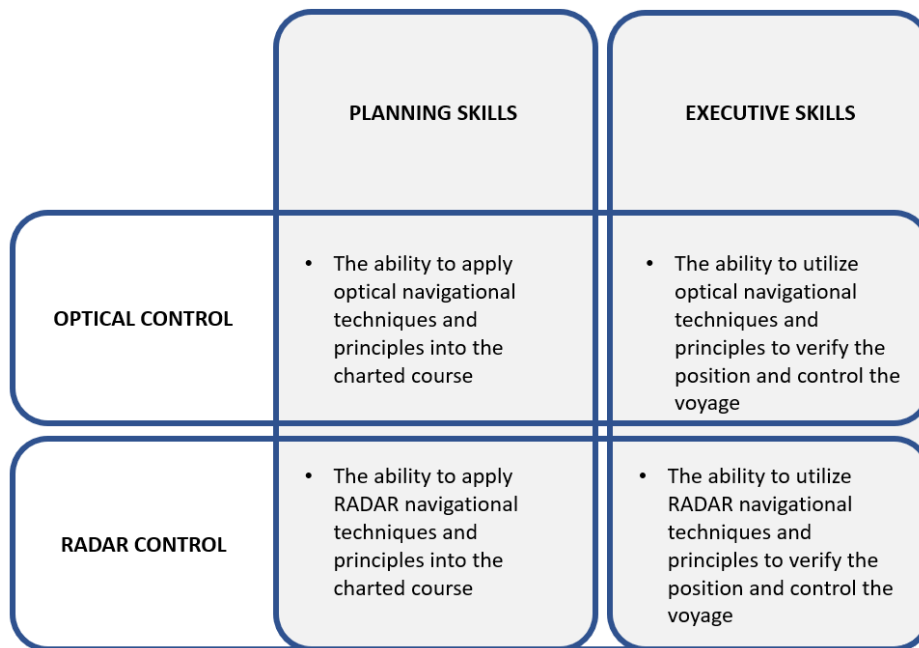 PLANNING SKILLS
EXECUTIVE SKILLS
OPTICAL CONTROL
• The ability to apply
optical navigational
techniques and
principles into the
charted course
• The ability to utilize
optical navigational
techniques and
principles to verify the
position and control the
voyage
RADAR CONTROL
• The ability to apply
RADAR navigational
techniques and
principles into the
charted course
• The ability to utilize
RADAR navigational
techniques and
principles to verify the
position and control the
voyage